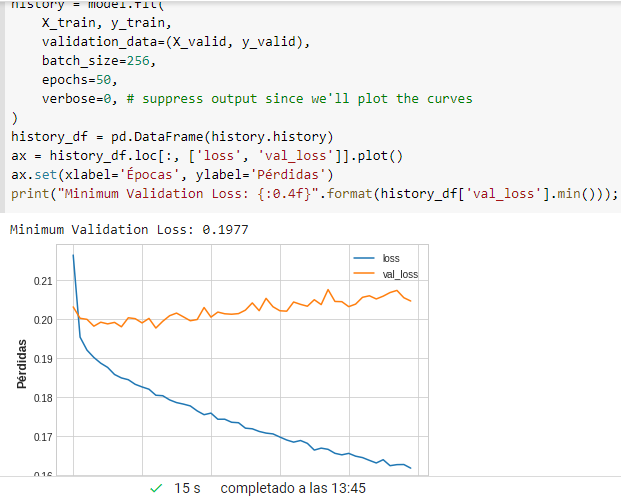 history = model.fit(
X_train, y_train,
validation_data=(X_valid, y_valid),
batch_size=256,
epochs=50,
verbose=0, # suppress output since we'll plot the curves
)
history_df = pd.DataFrame(history.history)
ax = history_df.loc[:, ['loss', 'val_loss']].plot()
ax.set(xlabel='Épocas', ylabel='Pérdidas')
print("Minimum Validation Loss: {:0.4f}".format(history_df['val_loss'].min()));
Minimum Validation Loss: 0.1977
loss
val_loss
0.21
0.20
0.19
0.18
0.17
0.16
Pérdidas
15 s completado a las 13:45